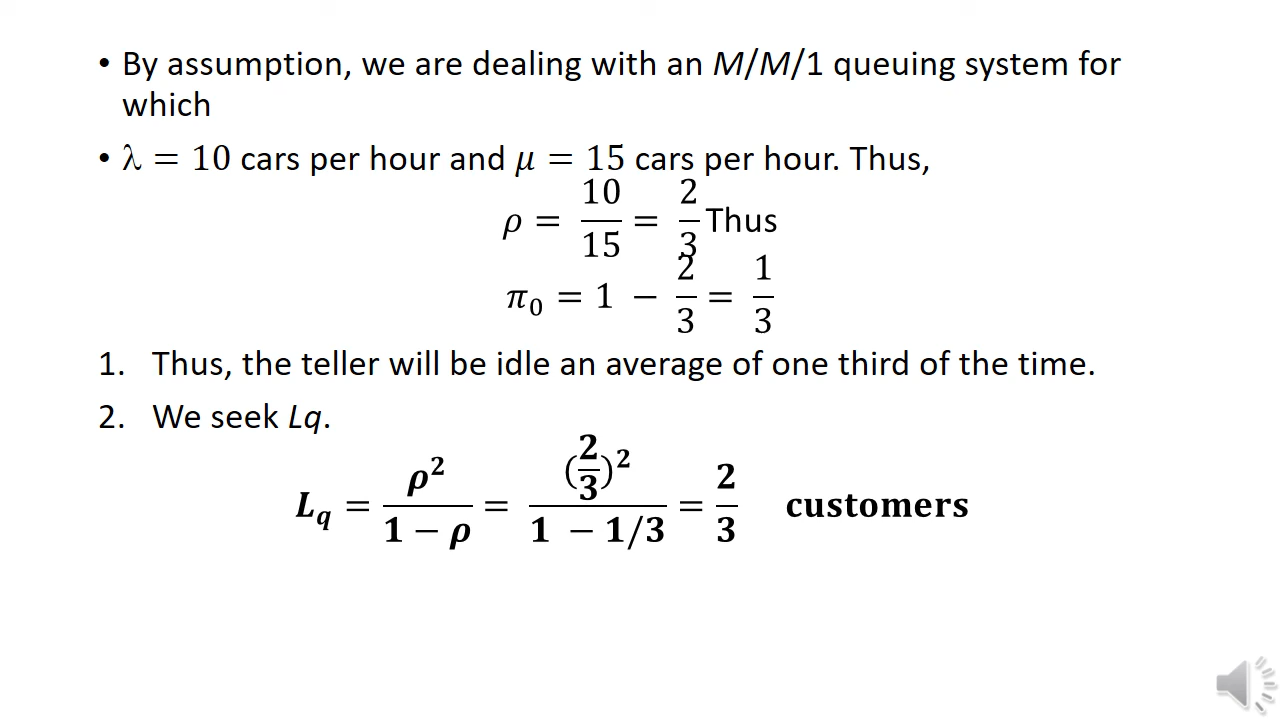 • By assumption, we are dealing with an M/M/1 queuing system for
which
• λ = 10 cars per hour and μ = 15 cars per hour. Thus,
ρ = 10/15 = 2/3 Thus
π₀ = 1 − 2/3 = 1/3
1. Thus, the teller will be idle an average of one third of the time.
2. We seek Lq.
L_q = ρ²/(1 − ρ) = (2/3)²/(1 − 1/3) = 2/3 customers